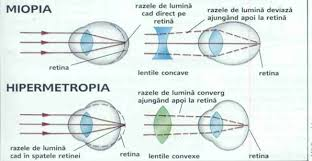 MIOPIA
razele de lumină
cad direct pe
retină
razele de lumină deviază
ajungând apoi la retină
retina
lentile concave
retina
HIPERMETROPIA
razele de lumină converg
ajungând apoi la retină
razele de lumină
cad în spatele retinei
retina
lentile convexe
retina